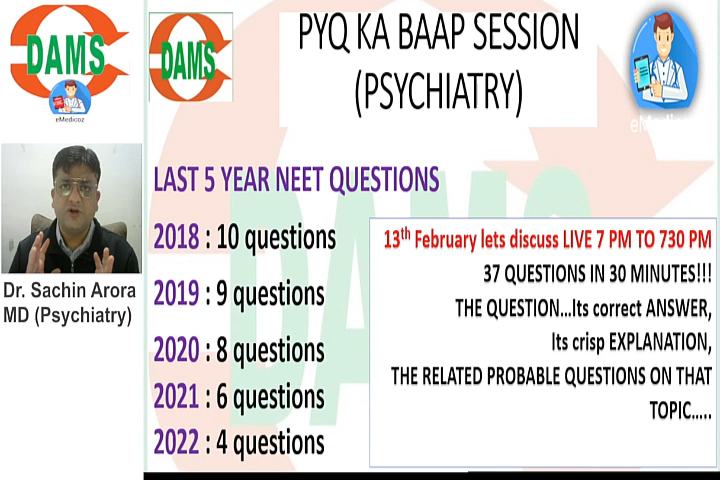 DAMS
eMedicoz
DAMS
PYQ KA BAAP SESSION
(PSYCHIATRY)
LAST 5 YEAR NEET QUESTIONS
2018 : 10 questions
2019 : 9 questions
2020 : 8 questions
2021 : 6 questions
2022 : 4 questions
13th February lets discuss LIVE 7 PM TO 730 PM
37 QUESTIONS IN 30 MINUTES!!!
THE QUESTION...Its correct ANSWER,
Its crisp EXPLANATION,
THE RELATED PROBABLE QUESTIONS ON THAT
TOPIC.....
Dr. Sachin Arora
MD (Psychiatry)
DAMS